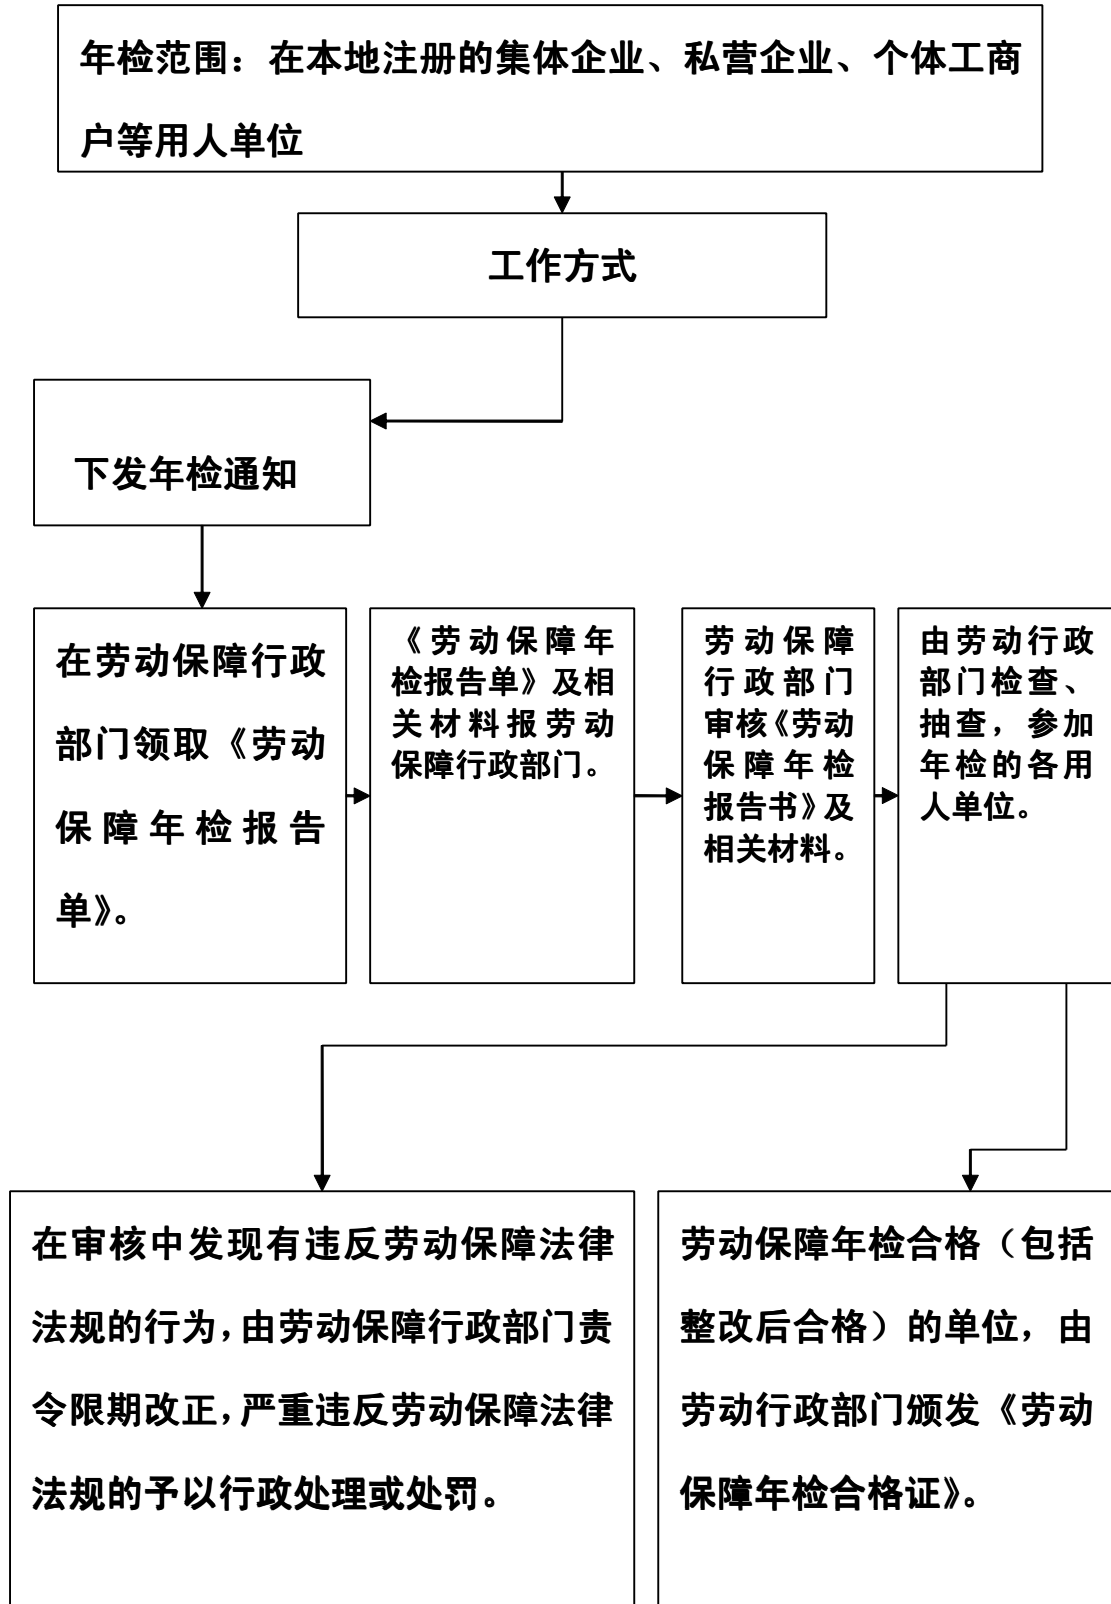 年检范围：在本地注册的集体企业、私营企业、个体工商
户等用人单位
工作方式
下发年检通知
在劳动保障行政
部门领取《劳动
保障年检报告
单》。
《劳动保障年
检报告单》及相
关材料报劳动
保障行政部门。
劳动保障
行政部门
审核《劳动
保障年检
报告书》及
相关材料。
由劳动行政
部门检查、
抽查，参加
年检的各用
人单位。
在审核中发现有违反劳动保障法律
法规的行为，由劳动保障行政部门责
令限期改正，严重违反劳动保障法律
法规的予以行政处理或处罚。
劳动保障年检合格（包括
整改后合格）的单位，由
劳动行政部门颁发《劳动
保障年检合格证》。